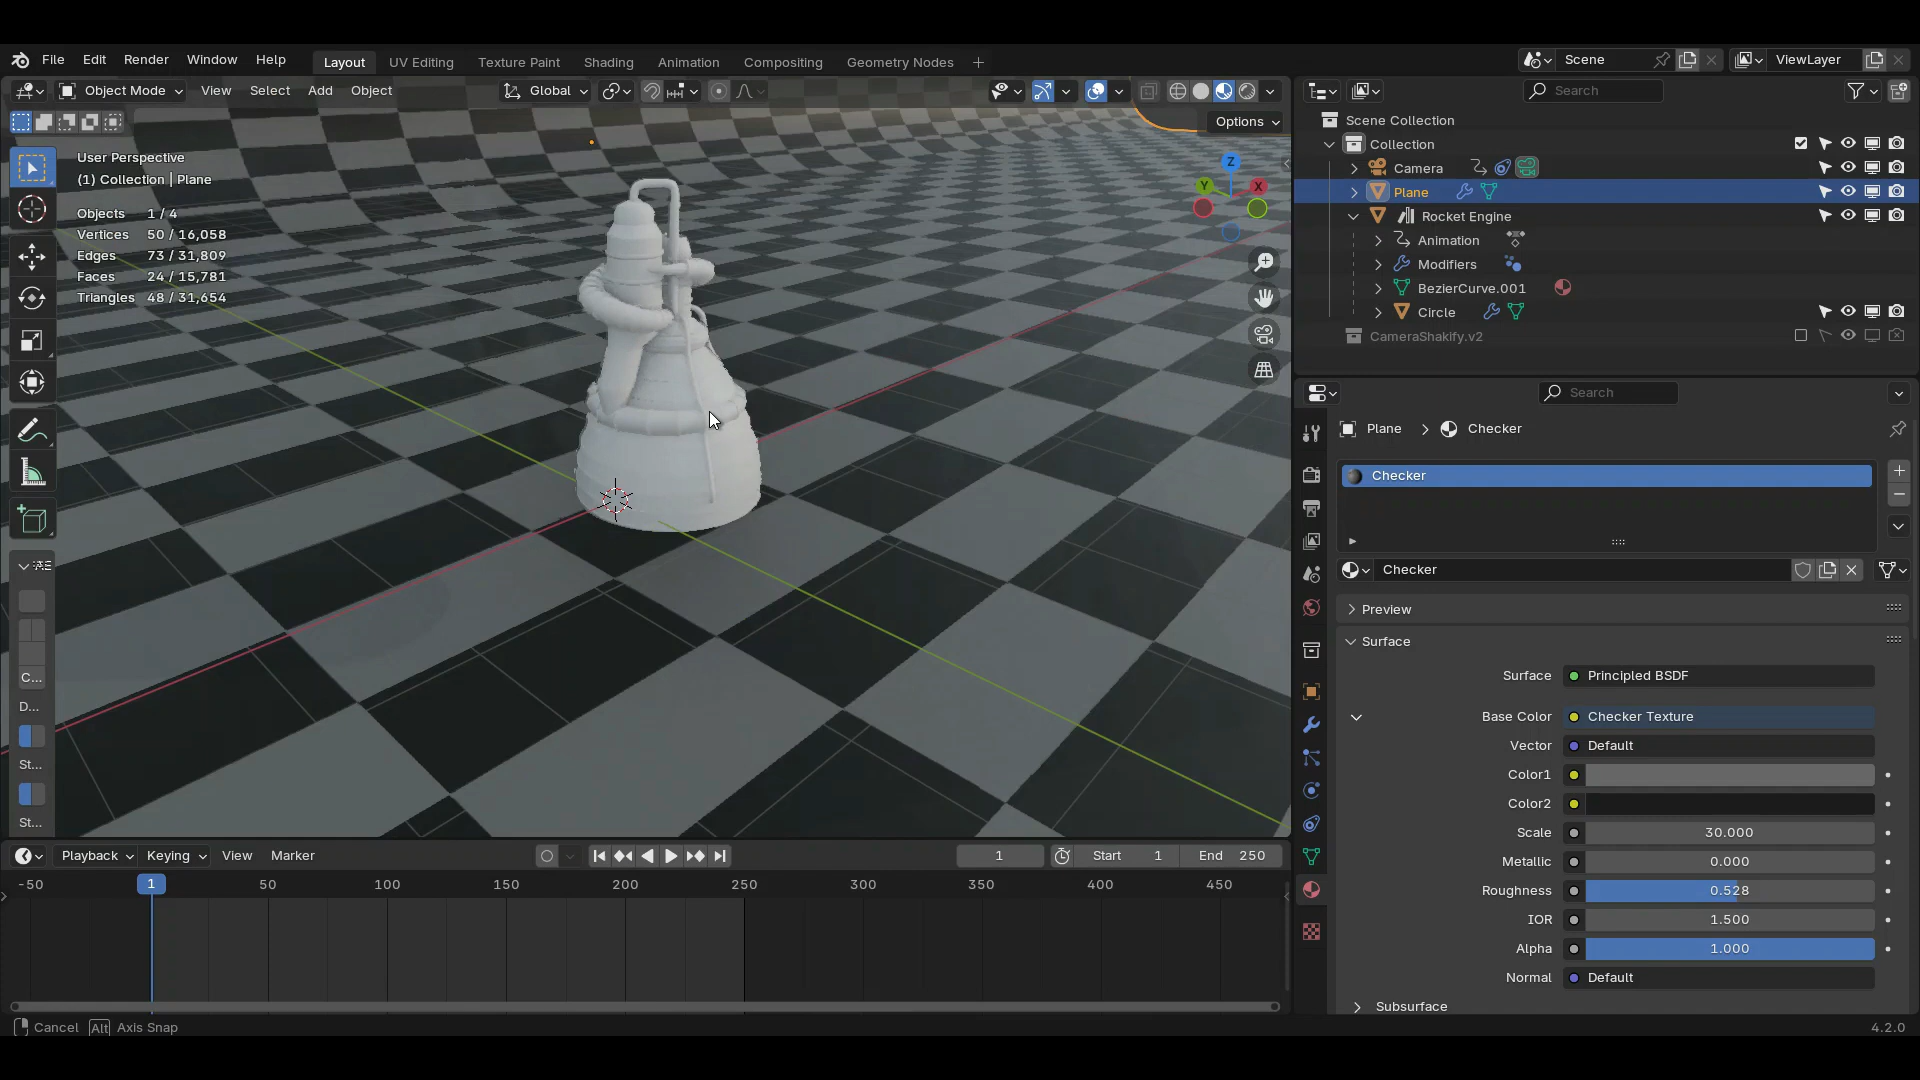 File Edit Render Window Help Layout UV Editing Texture Paint Shading Animation Compositing Geometry Nodes Scene ViewLayer
Object Mode View Select Add Object Global Search
Options
User Perspective
(1) Collection | Plane
Objects 1 / 4
Vertices 50 / 16,058
Edges 73 / 31,809
Faces 24 / 15,781
Triangles 48 / 31,654
Z
Y X
C...
D...
St...
St...
Scene Collection
Collection
Camera
Plane
Rocket Engine
Animation
Modifiers
BezierCurve.001
Circle
CameraShakify.v2
Search
Plane Checker
Checker
Checker
Preview
Surface
Surface Principled BSDF
Base Color Checker Texture
Vector Default
Color1
Color2
Scale 30.000
Metallic 0.000
Roughness 0.528
IOR 1.500
Alpha 1.000
Normal Default
Subsurface
Playback Keying View Marker 1 Start 1 End 250
-50 1 50 100 150 200 250 300 350 400 450
Cancel Alt Axis Snap 4.2.0